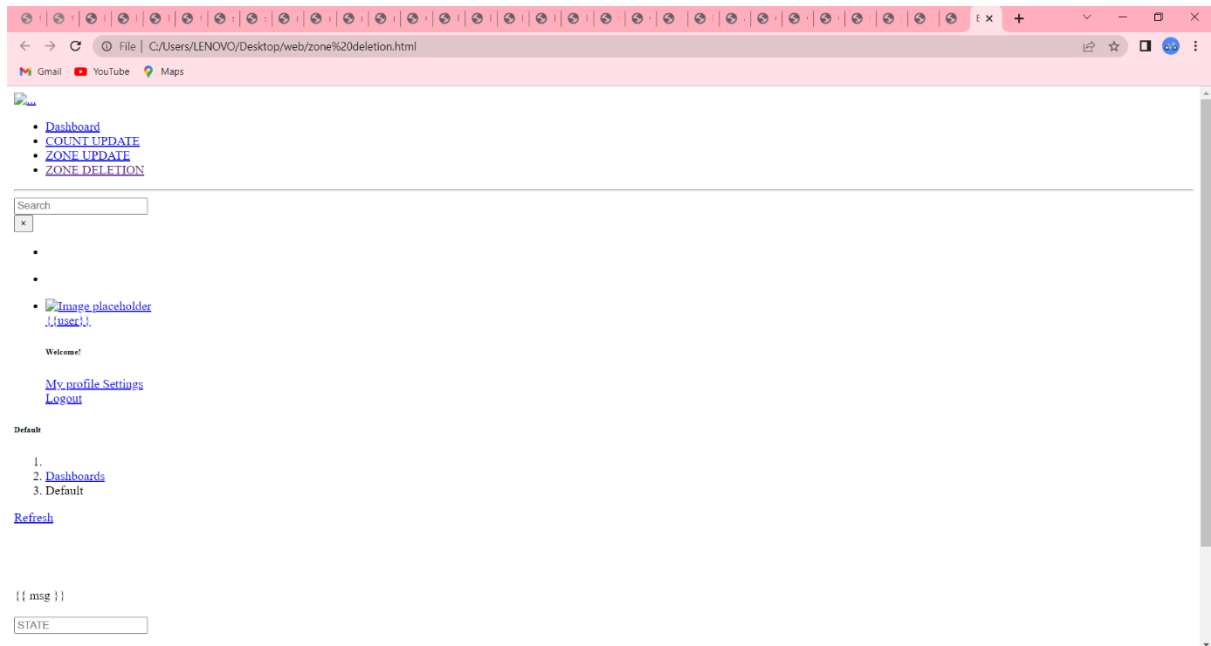 File | C:/Users/LENOVO/Desktop/web/zone%20deletion.html
Gmail YouTube Maps
...
Dashboard
COUNT UPDATE
ZONE UPDATE
ZONE DELETION
Search
×
Image placeholder
{{user}}
Welcome!
My profile Settings
Logout
Default
1.
2. Dashboards
3. Default
Refresh
{{ msg }}
STATE